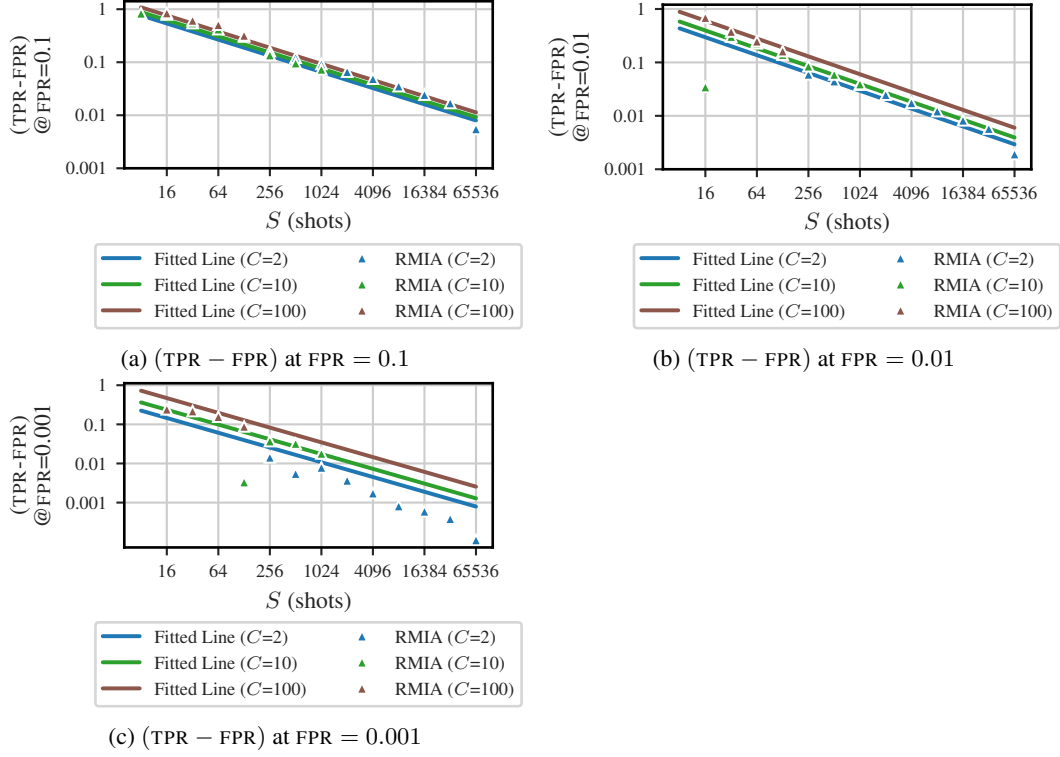 1
0.1
0.01
0.001
(TPR-FPR)
@FPR=0.1
16 64 256 1024 4096 16384 65536
S (shots)
Fitted Line (C=2) RMIA (C=2)
Fitted Line (C=10) RMIA (C=10)
Fitted Line (C=100) RMIA (C=100)
(a) (TPR − FPR) at FPR = 0.1
1
0.1
0.01
0.001
(TPR-FPR)
@FPR=0.01
16 64 256 1024 4096 16384 65536
S (shots)
Fitted Line (C=2) RMIA (C=2)
Fitted Line (C=10) RMIA (C=10)
Fitted Line (C=100) RMIA (C=100)
(b) (TPR − FPR) at FPR = 0.01
1
0.1
0.01
0.001
(TPR-FPR)
@FPR=0.001
16 64 256 1024 4096 16384 65536
S (shots)
Fitted Line (C=2) RMIA (C=2)
Fitted Line (C=10) RMIA (C=10)
Fitted Line (C=100) RMIA (C=100)
(c) (TPR − FPR) at FPR = 0.001